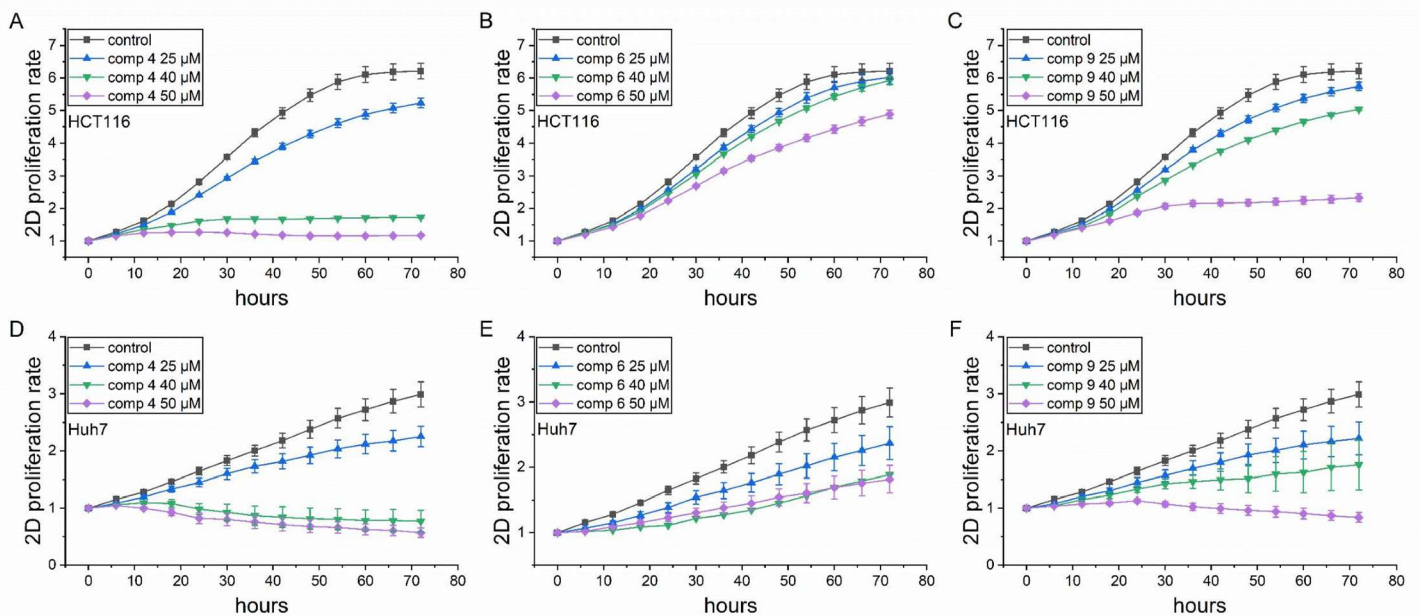 A
2D proliferation rate
7
6
5
4
3
2
1
control
comp 4 25 µM
comp 4 40 µM
comp 4 50 µM
HCT116
0 10 20 30 40 50 60 70 80
hours
B
2D proliferation rate
7
6
5
4
3
2
1
control
comp 6 25 µM
comp 6 40 µM
comp 6 50 µM
HCT116
0 10 20 30 40 50 60 70 80
hours
C
2D proliferation rate
7
6
5
4
3
2
1
control
comp 9 25 µM
comp 9 40 µM
comp 9 50 µM
HCT116
0 10 20 30 40 50 60 70 80
hours
D
2D proliferation rate
4
3
2
1
0
control
comp 4 25 µM
comp 4 40 µM
comp 4 50 µM
Huh7
0 10 20 30 40 50 60 70 80
hours
E
2D proliferation rate
4
3
2
1
control
comp 6 25 µM
comp 6 40 µM
comp 6 50 µM
Huh7
0 10 20 30 40 50 60 70 80
hours
F
2D proliferation rate
4
3
2
1
0
control
comp 9 25 µM
comp 9 40 µM
comp 9 50 µM
Huh7
0 10 20 30 40 50 60 70 80
hours